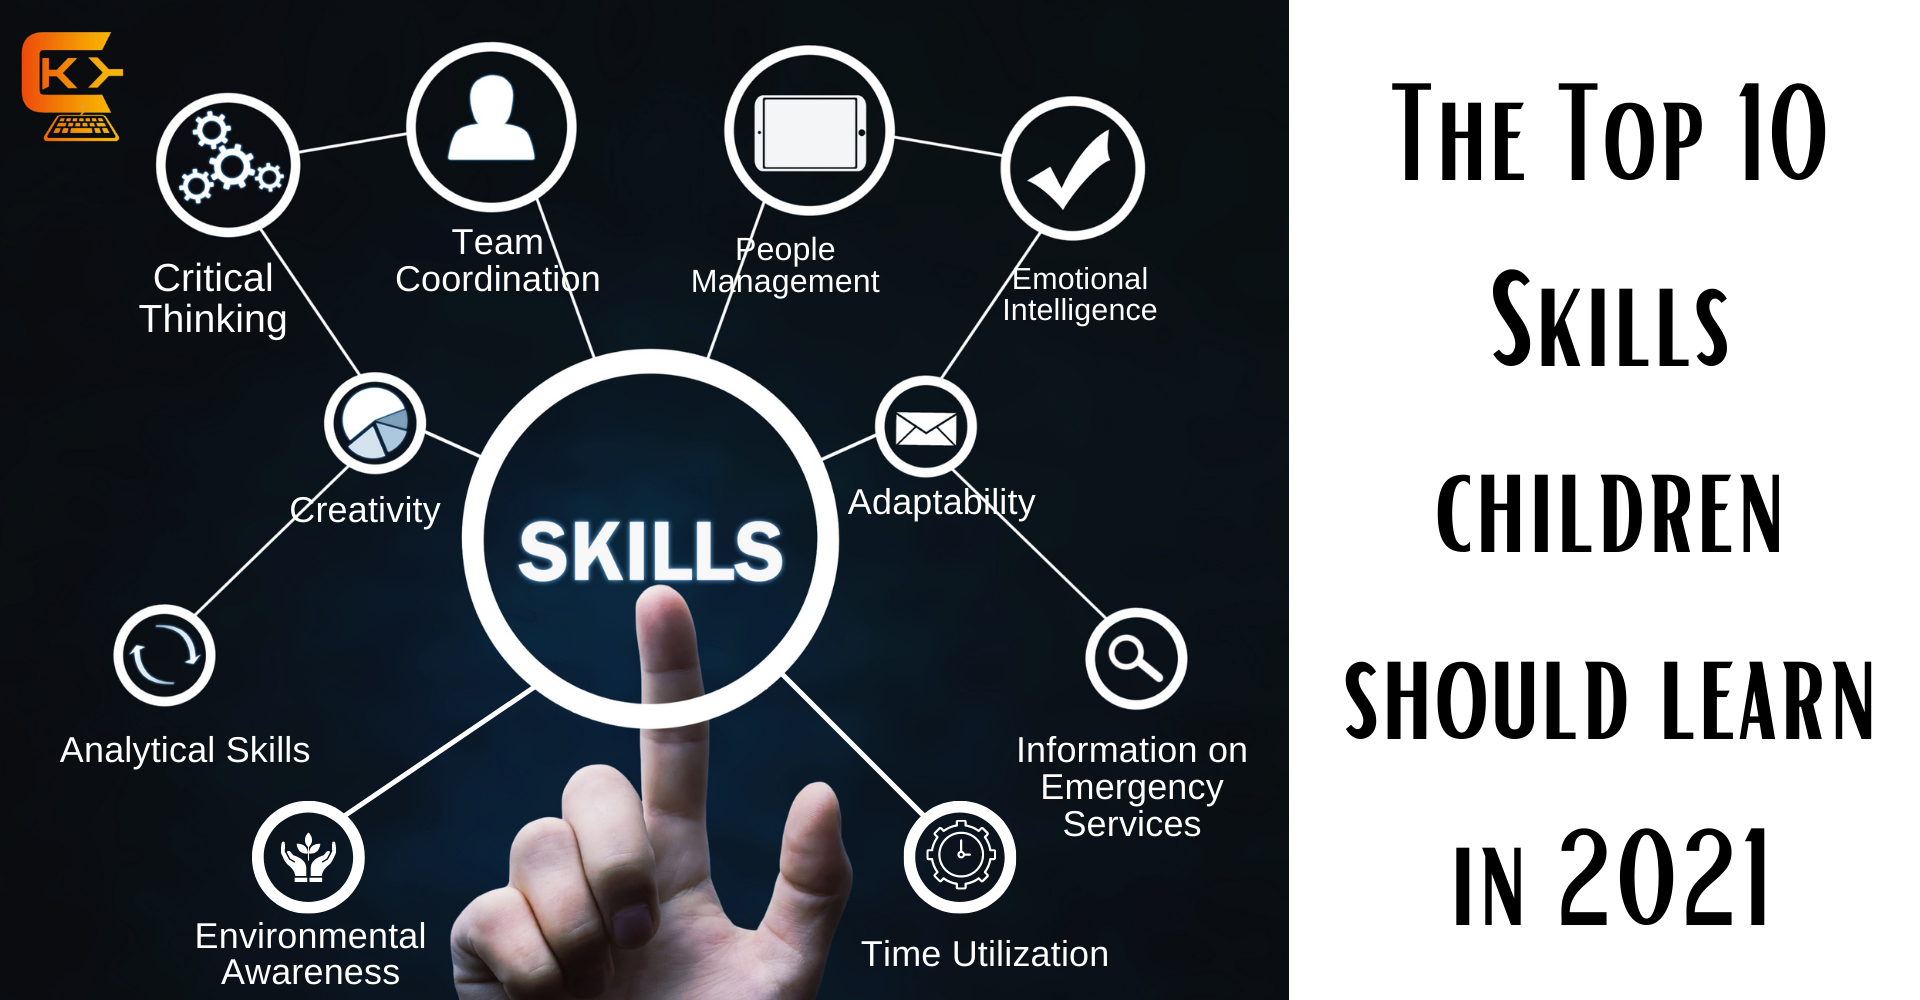 K
Team
Coordination
People
Management
Critical
Thinking
Emotional
Intelligence
Creativity
Adaptability
SKILLS
Analytical Skills
Information on
Emergency
Services
Environmental
Awareness
Time Utilization
The Top 10
Skills
children
should learn
in 2021